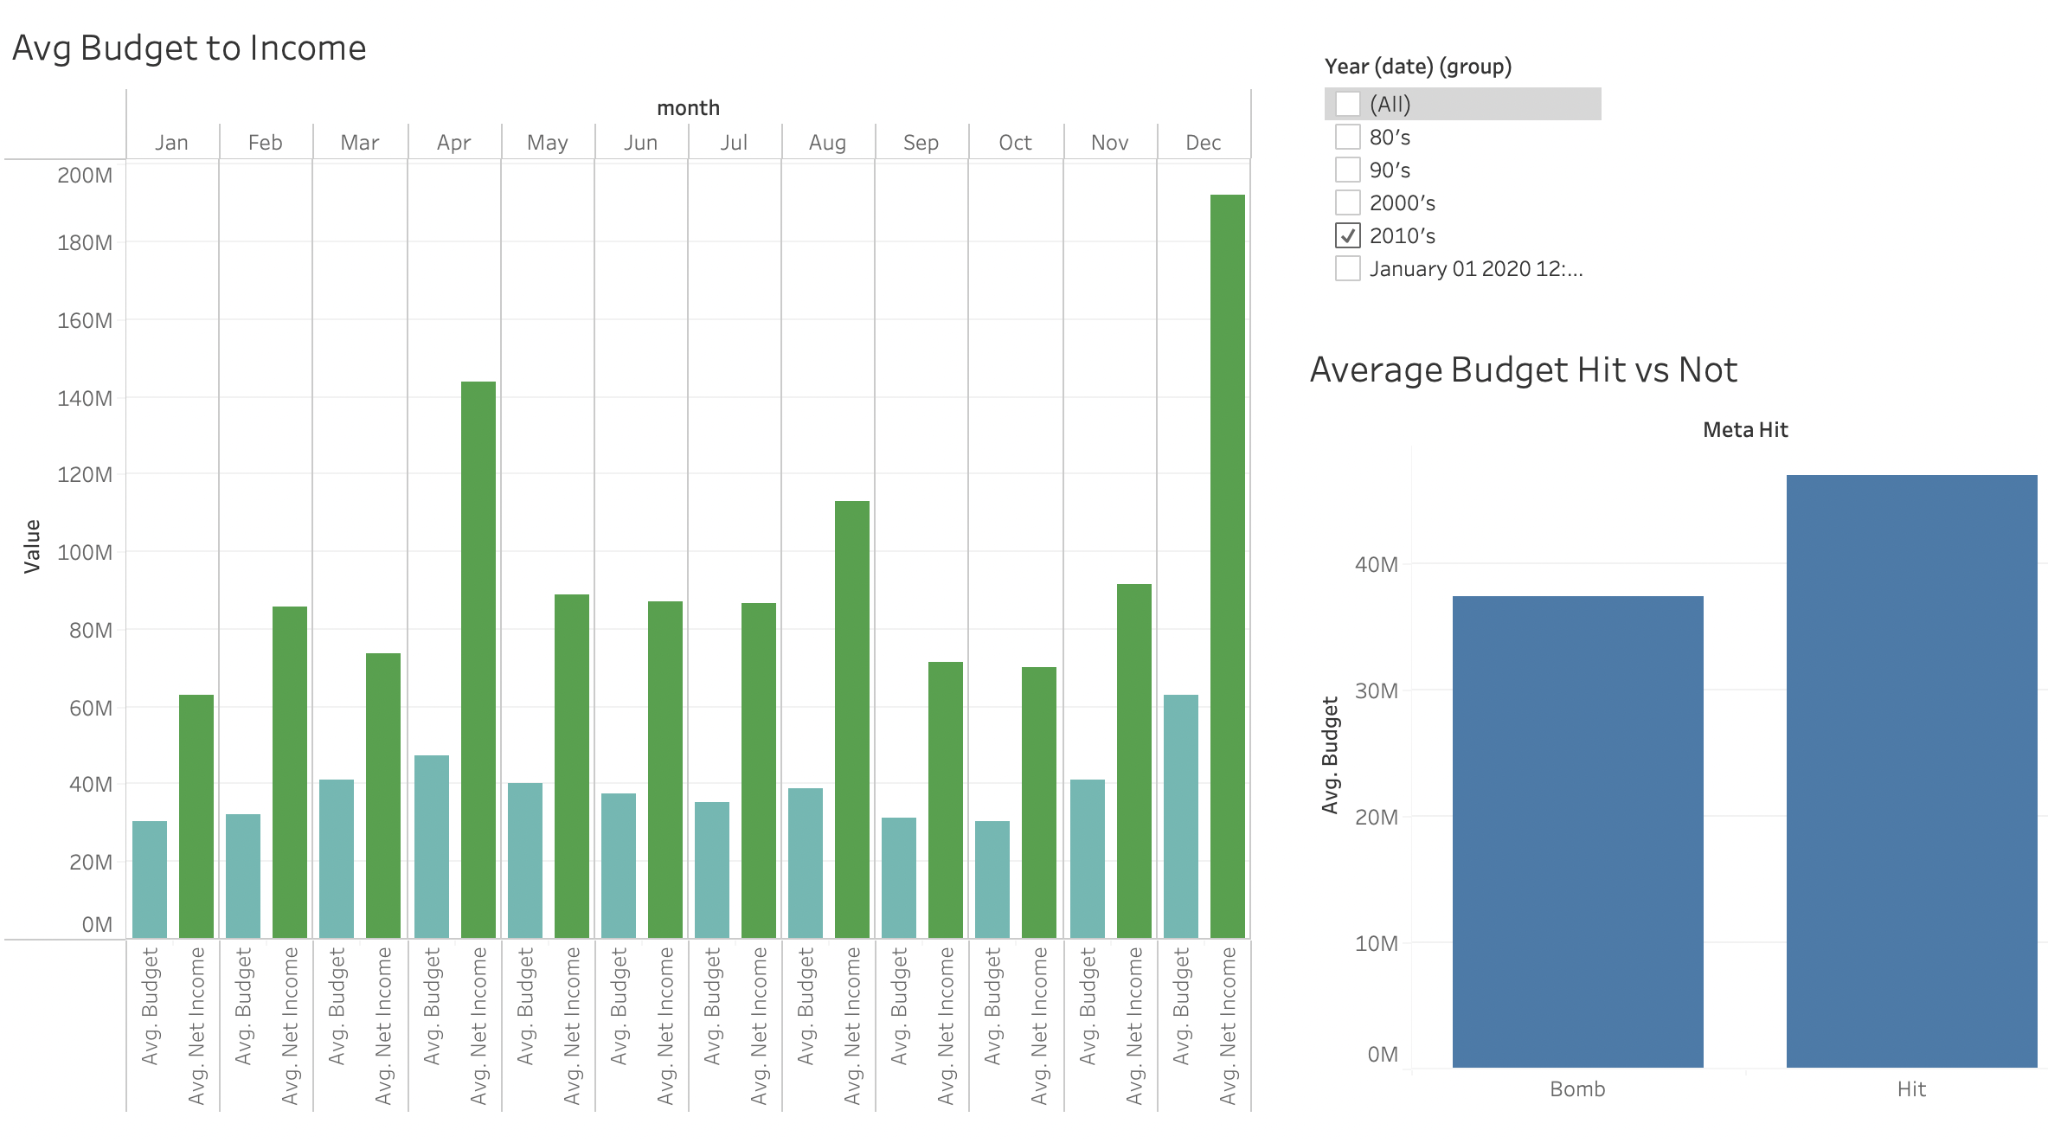 Avg Budget to Income
month
Jan Feb Mar Apr May Jun Jul Aug Sep Oct Nov Dec
Value
200M
180M
160M
140M
120M
100M
80M
60M
40M
20M
0M
Avg. Budget
Avg. Net Income
Avg. Budget
Avg. Net Income
Avg. Budget
Avg. Net Income
Avg. Budget
Avg. Net Income
Avg. Budget
Avg. Net Income
Avg. Budget
Avg. Net Income
Avg. Budget
Avg. Net Income
Avg. Budget
Avg. Net Income
Avg. Budget
Avg. Net Income
Avg. Budget
Avg. Net Income
Avg. Budget
Avg. Net Income
Avg. Budget
Avg. Net Income
Year (date) (group)
(All)
80’s
90’s
2000’s
2010’s
January 01 2020 12:...
Average Budget Hit vs Not
Meta Hit
Avg. Budget
40M
30M
20M
10M
0M
Bomb Hit